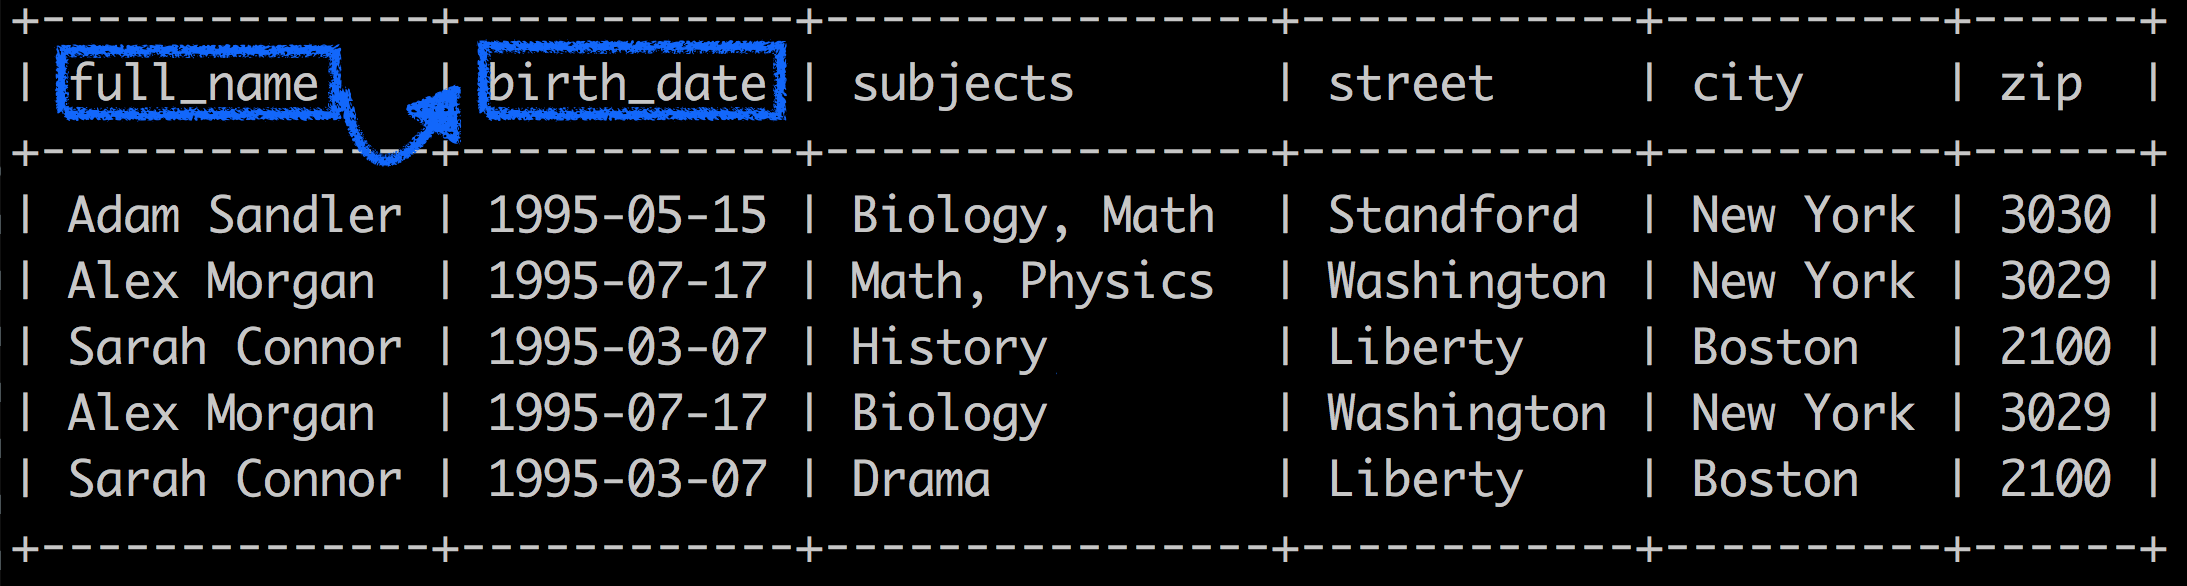 +--------------+------------+----------------+------------+-----------+------+
| full_name    | birth_date | subjects       | street     | city      | zip  |
+--------------+------------+----------------+------------+-----------+------+
| Adam Sandler | 1995-05-15 | Biology, Math  | Standford  | New York | 3030 |
| Alex Morgan  | 1995-07-17 | Math, Physics  | Washington | New York | 3029 |
| Sarah Connor | 1995-03-07 | History        | Liberty    | Boston   | 2100 |
| Alex Morgan  | 1995-07-17 | Biology        | Washington | New York | 3029 |
| Sarah Connor | 1995-03-07 | Drama          | Liberty    | Boston   | 2100 |
+--------------+------------+----------------+------------+-----------+------+